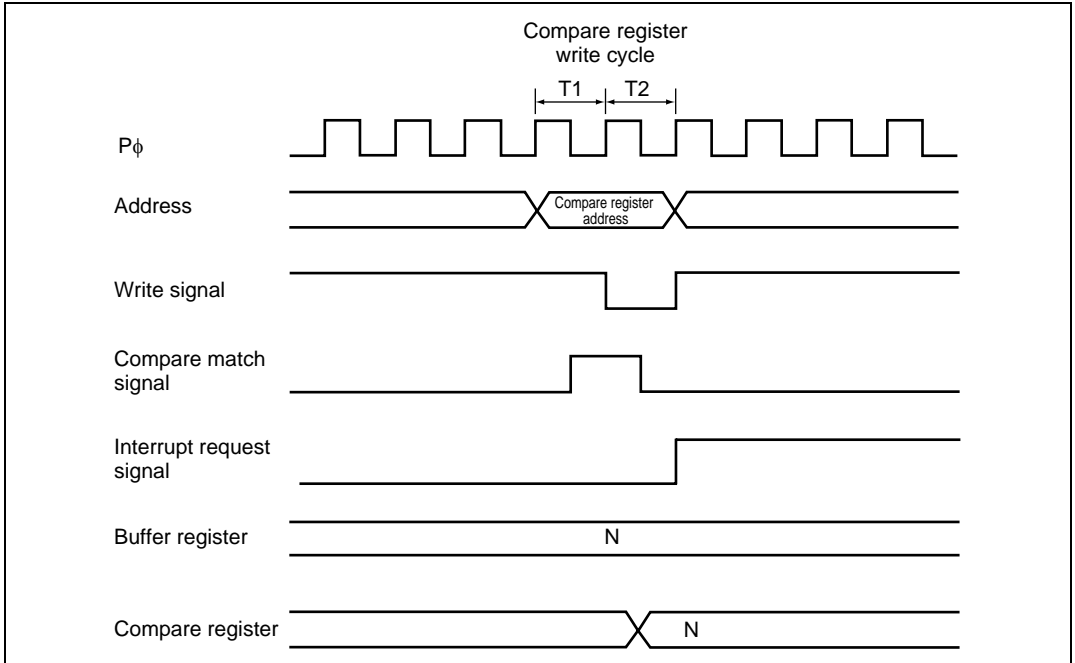 Compare register
write cycle
T1 T2
Pϕ
Address
Compare register
address
Write signal
Compare match
signal
Interrupt request
signal
Buffer register
N
Compare register
N